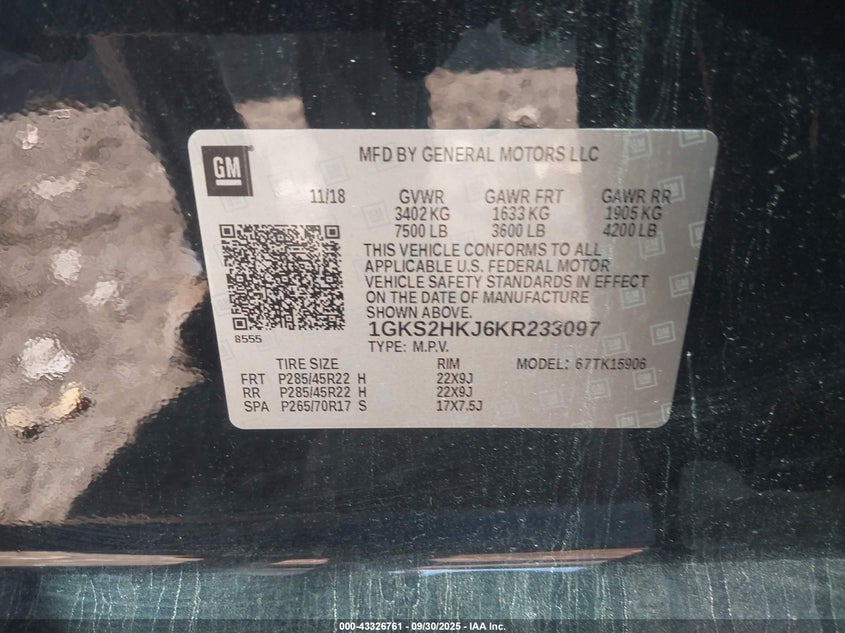 GM
MFD BY GENERAL MOTORS LLC
11/18 GVWR GAWR FRT GAWR RR
3402 KG 1633 KG 1905 KG
7500 LB 3600 LB 4200 LB
THIS VEHICLE CONFORMS TO ALL
APPLICABLE U.S. FEDERAL MOTOR
VEHICLE SAFETY STANDARDS IN EFFECT
ON THE DATE OF MANUFACTURE
SHOWN ABOVE.
8555
1GKS2HKJ6KR233097
TYPE: M.P.V.
TIRE SIZE RIM MODEL: 67TK15906
FRT P285/45R22 H 22X9J
RR P285/45R22 H 22X9J
SPA P265/70R17 S 17X7.5J
000-43326761 - 09/30/2025 - IAA Inc.